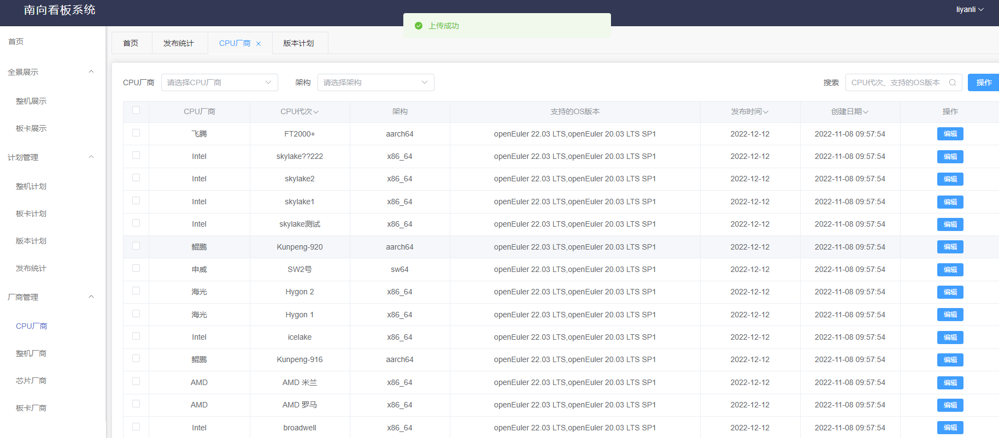 南向看板系统
liyanli
上传成功
首页
全景展示
整机展示
板卡展示
计划管理
整机计划
板卡计划
版本计划
发布统计
厂商管理
CPU厂商
整机厂商
芯片厂商
板卡厂商
首页 发布统计 CPU厂商 版本计划
CPU厂商 请选择CPU厂商 架构 请选择架构 搜索 CPU代次、支持的OS版本 操作
CPU厂商 CPU代次 架构 支持的OS版本 发布时间 创建日期 操作
飞腾 FT2000+ aarch64 openEuler 22.03 LTS,openEuler 20.03 LTS SP1 2022-12-12 2022-11-08 09:57:54 编辑
Intel skylake??222 x86_64 openEuler 22.03 LTS,openEuler 20.03 LTS SP1 2022-12-12 2022-11-08 09:57:54 编辑
Intel skylake2 x86_64 openEuler 22.03 LTS,openEuler 20.03 LTS SP1 2022-12-12 2022-11-08 09:57:54 编辑
Intel skylake1 x86_64 openEuler 22.03 LTS,openEuler 20.03 LTS SP1 2022-12-12 2022-11-08 09:57:54 编辑
Intel skylake测试 x86_64 openEuler 22.03 LTS,openEuler 20.03 LTS SP1 2022-12-12 2022-11-08 09:57:54 编辑
鲲鹏 Kunpeng-920 aarch64 openEuler 22.03 LTS,openEuler 20.03 LTS SP1 2022-12-12 2022-11-08 09:57:54 编辑
申威 SW2号 sw64 openEuler 22.03 LTS,openEuler 20.03 LTS SP1 2022-12-12 2022-11-08 09:57:54 编辑
海光 Hygon 2 x86_64 openEuler 22.03 LTS,openEuler 20.03 LTS SP1 2022-12-12 2022-11-08 09:57:54 编辑
海光 Hygon 1 x86_64 openEuler 22.03 LTS,openEuler 20.03 LTS SP1 2022-12-12 2022-11-08 09:57:54 编辑
Intel icelake x86_64 openEuler 22.03 LTS,openEuler 20.03 LTS SP1 2022-12-12 2022-11-08 09:57:54 编辑
鲲鹏 Kunpeng-916 aarch64 openEuler 22.03 LTS,openEuler 20.03 LTS SP1 2022-12-12 2022-11-08 09:57:54 编辑
AMD AMD 米兰 x86_64 openEuler 22.03 LTS,openEuler 20.03 LTS SP1 2022-12-12 2022-11-08 09:57:54 编辑
AMD AMD 罗马 x86_64 openEuler 22.03 LTS,openEuler 20.03 LTS SP1 2022-12-12 2022-11-08 09:57:54 编辑
Intel broadwell x86_64 openEuler 22.03 LTS,openEuler 20.03 LTS SP1 2022-12-12 2022-11-08 09:57:54 编辑